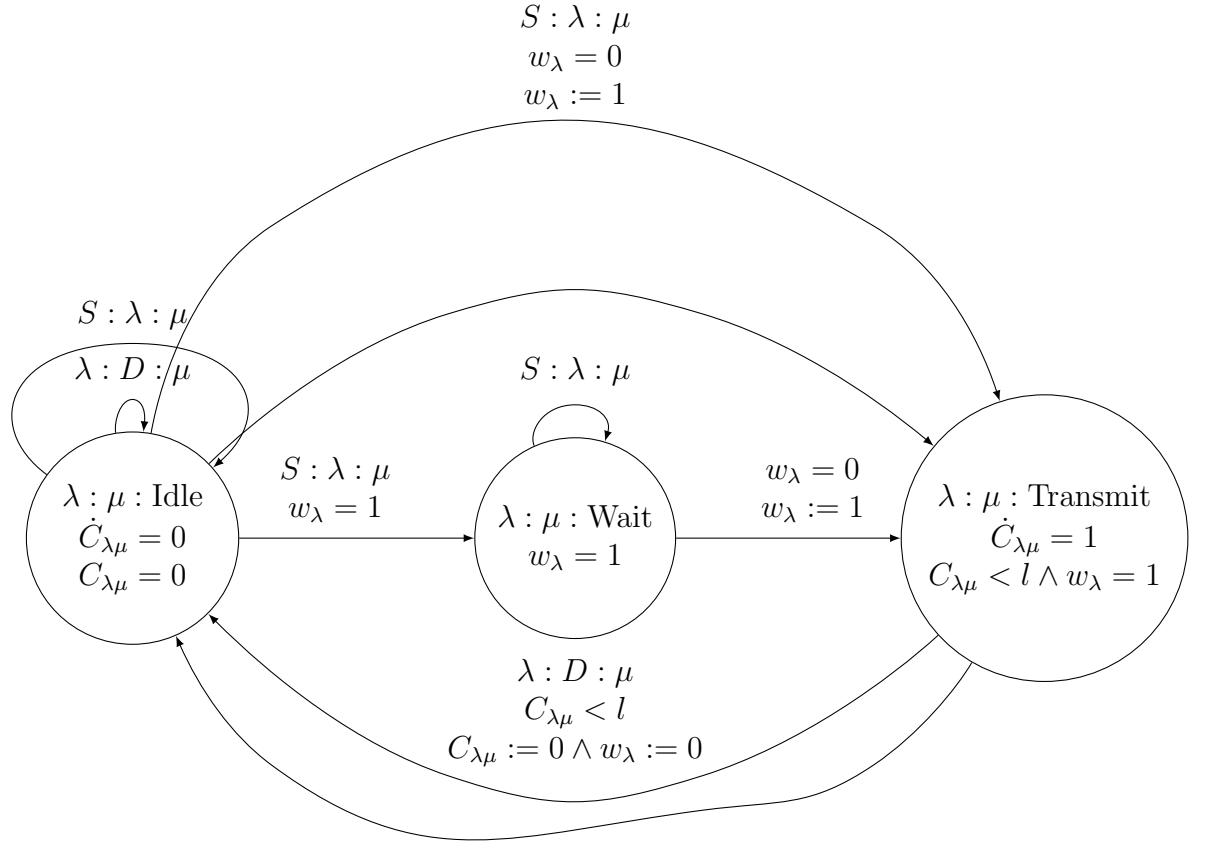 S : λ : μ
w_λ = 0
w_λ := 1
S : λ : μ
λ : D : μ
S : λ : μ
S : λ : μ
w_λ = 1
w_λ = 0
w_λ := 1
λ : μ : Idle
Ċ_λμ = 0
C_λμ = 0
λ : μ : Wait
w_λ = 1
λ : μ : Transmit
Ċ_λμ = 1
C_λμ < l ∧ w_λ = 1
λ : D : μ
C_λμ < l
C_λμ := 0 ∧ w_λ := 0